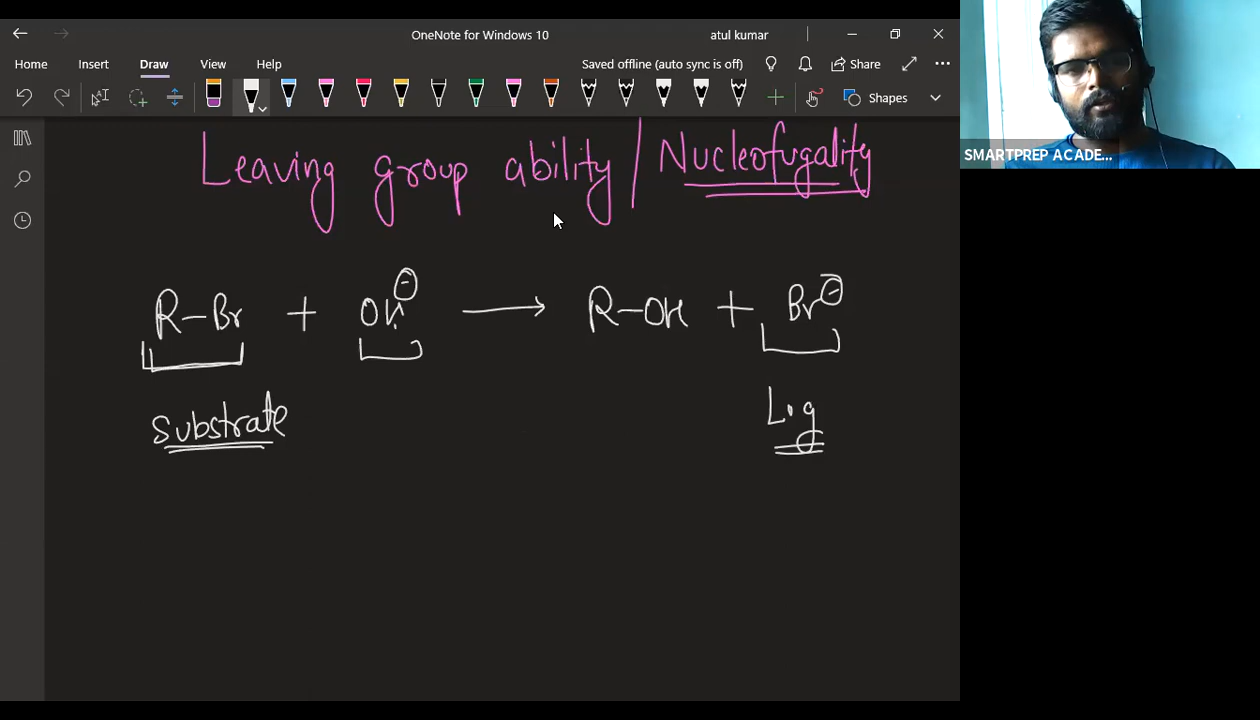 OneNote for Windows 10
atul kumar
Home Insert Draw View Help
Saved offline (auto sync is off)
Share
Shapes
SMARTPREP ACADE...
Leaving group ability / Nucleofugality
R-Br + OH⊖ ⟶ R-OH + Br⊖
Substrate
L.g